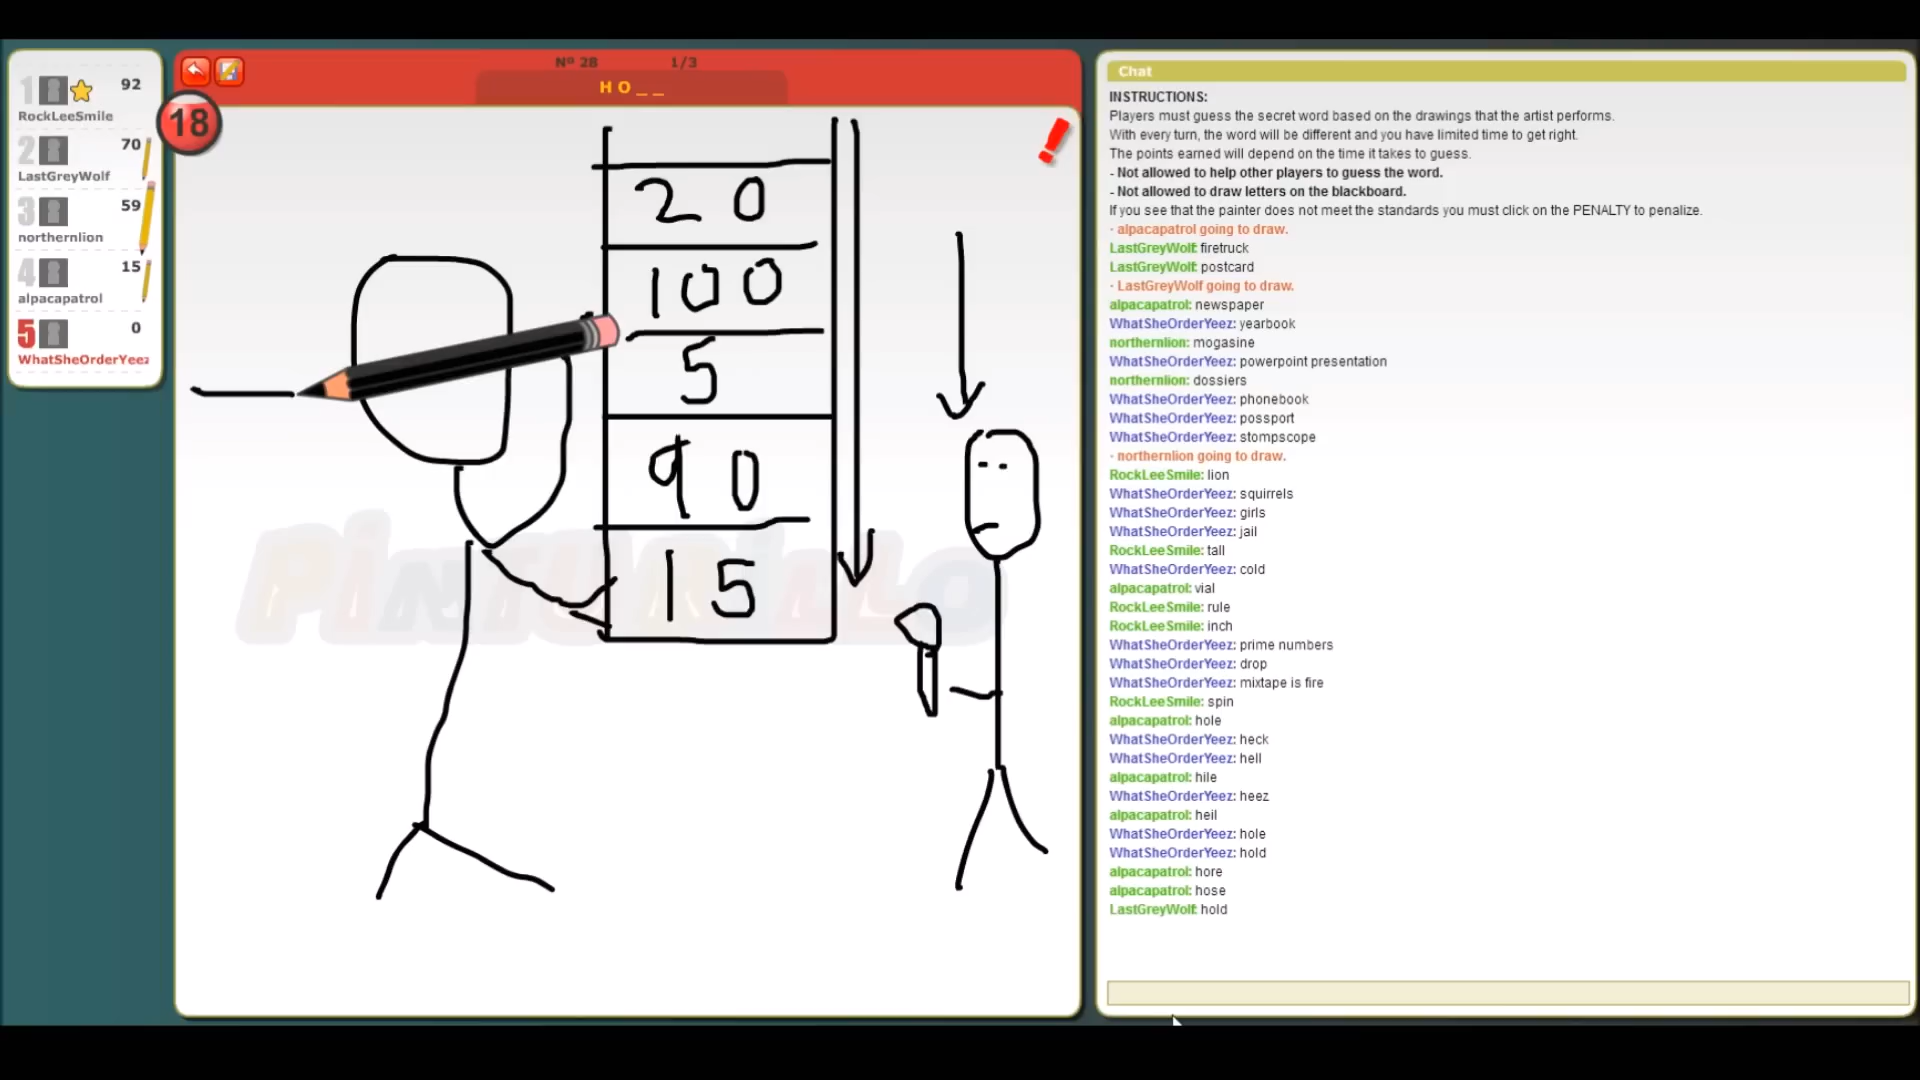 1 92
RockLeeSmile
2 70
LastGreyWolf
3 59
northernlion
4 15
alpacapatrol
5 0
WhatSheOrderYeez
18
Nº 28 1/3
HO__
20
100
5
90
15
PINTURILLO
Chat
INSTRUCTIONS:
Players must guess the secret word based on the drawings that the artist performs.
With every turn, the word will be different and you have limited time to get right.
The points earned will depend on the time it takes to guess.
- Not allowed to help other players to guess the word.
- Not allowed to draw letters on the blackboard.
If you see that the painter does not meet the standards you must click on the PENALTY to penalize.
· alpacapatrol going to draw.
LastGreyWolf: firetruck
LastGreyWolf: postcard
· LastGreyWolf going to draw.
alpacapatrol: newspaper
WhatSheOrderYeez: yearbook
northernlion: mogasine
WhatSheOrderYeez: powerpoint presentation
northernlion: dossiers
WhatSheOrderYeez: phonebook
WhatSheOrderYeez: possport
WhatSheOrderYeez: stompscope
· northernlion going to draw.
RockLeeSmile: lion
WhatSheOrderYeez: squirrels
WhatSheOrderYeez: girls
WhatSheOrderYeez: jail
RockLeeSmile: tall
WhatSheOrderYeez: cold
alpacapatrol: vial
RockLeeSmile: rule
RockLeeSmile: inch
WhatSheOrderYeez: prime numbers
WhatSheOrderYeez: drop
WhatSheOrderYeez: mixtape is fire
RockLeeSmile: spin
alpacapatrol: hole
WhatSheOrderYeez: heck
WhatSheOrderYeez: hell
alpacapatrol: hile
WhatSheOrderYeez: heez
alpacapatrol: heil
WhatSheOrderYeez: hole
WhatSheOrderYeez: hold
alpacapatrol: hore
alpacapatrol: hose
LastGreyWolf: hold